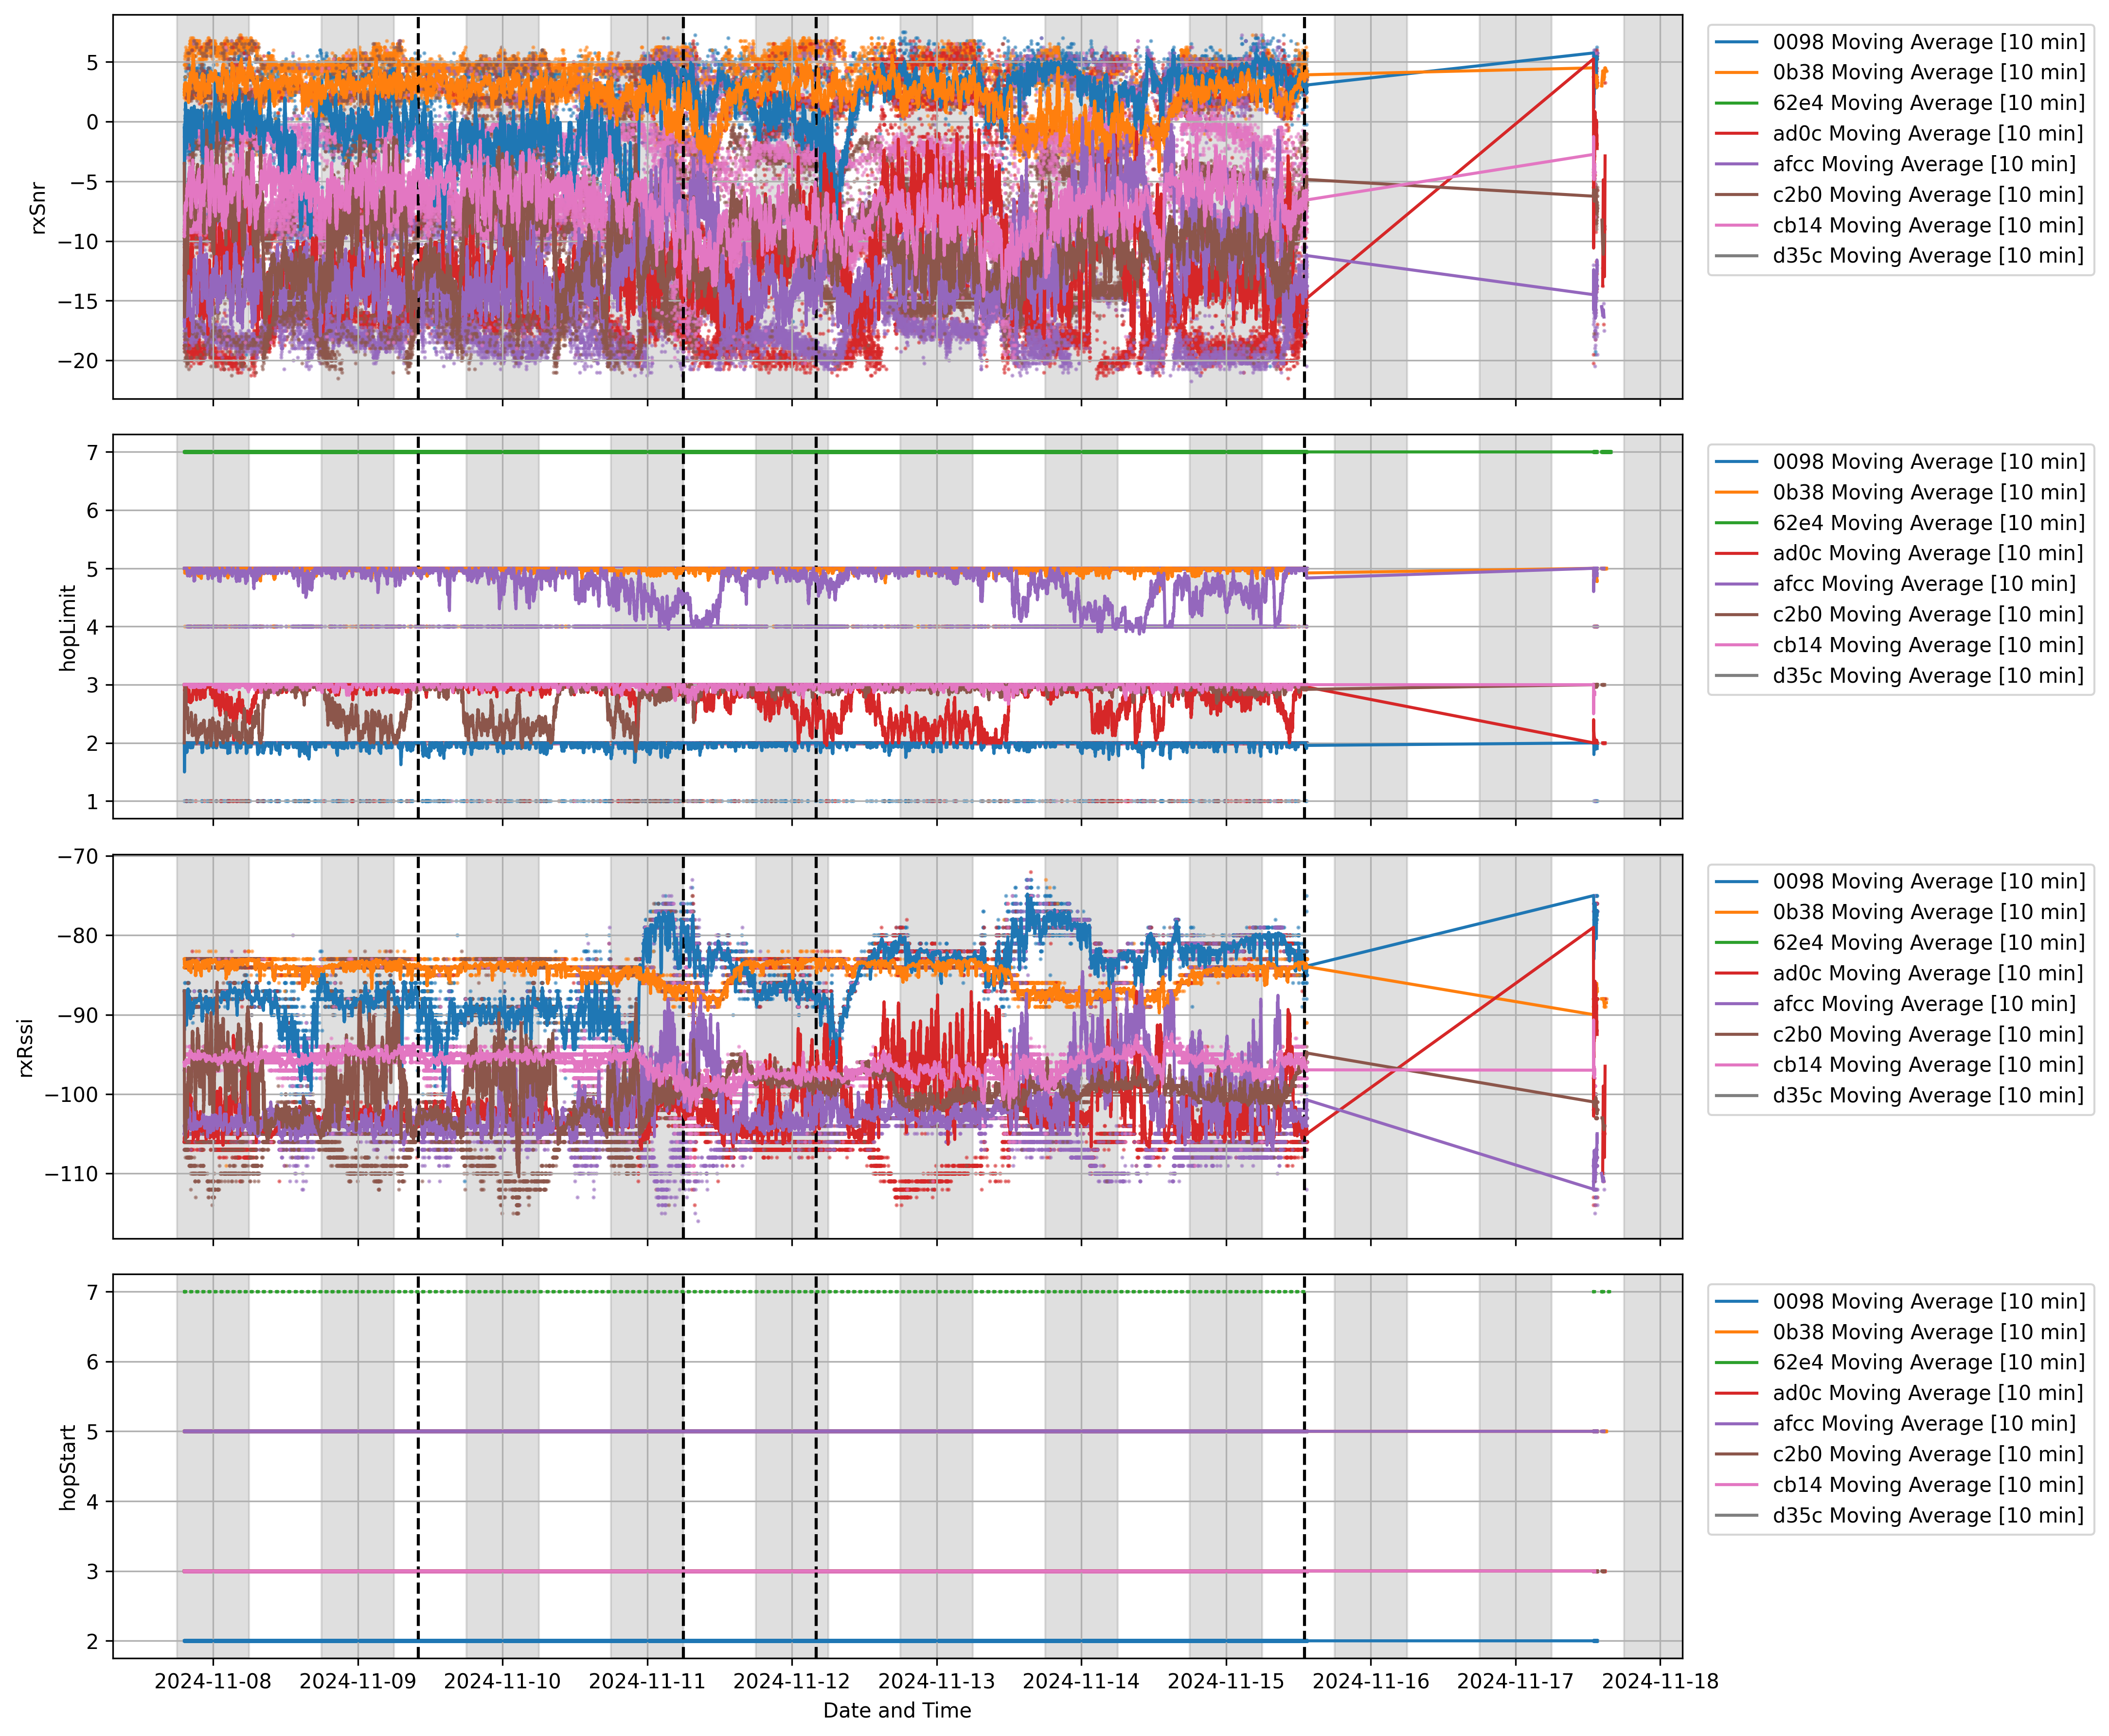 5
0
−5
−10
−15
−20
rxSnr
0098 Moving Average [10 min]
0b38 Moving Average [10 min]
62e4 Moving Average [10 min]
ad0c Moving Average [10 min]
afcc Moving Average [10 min]
c2b0 Moving Average [10 min]
cb14 Moving Average [10 min]
d35c Moving Average [10 min]
7
6
5
4
3
2
1
hopLimit
0098 Moving Average [10 min]
0b38 Moving Average [10 min]
62e4 Moving Average [10 min]
ad0c Moving Average [10 min]
afcc Moving Average [10 min]
c2b0 Moving Average [10 min]
cb14 Moving Average [10 min]
d35c Moving Average [10 min]
−70
−80
−90
−100
−110
rxRssi
0098 Moving Average [10 min]
0b38 Moving Average [10 min]
62e4 Moving Average [10 min]
ad0c Moving Average [10 min]
afcc Moving Average [10 min]
c2b0 Moving Average [10 min]
cb14 Moving Average [10 min]
d35c Moving Average [10 min]
7
6
5
4
3
2
hopStart
0098 Moving Average [10 min]
0b38 Moving Average [10 min]
62e4 Moving Average [10 min]
ad0c Moving Average [10 min]
afcc Moving Average [10 min]
c2b0 Moving Average [10 min]
cb14 Moving Average [10 min]
d35c Moving Average [10 min]
2024-11-08 2024-11-09 2024-11-10 2024-11-11 2024-11-12 2024-11-13 2024-11-14 2024-11-15 2024-11-16 2024-11-17 2024-11-18
Date and Time